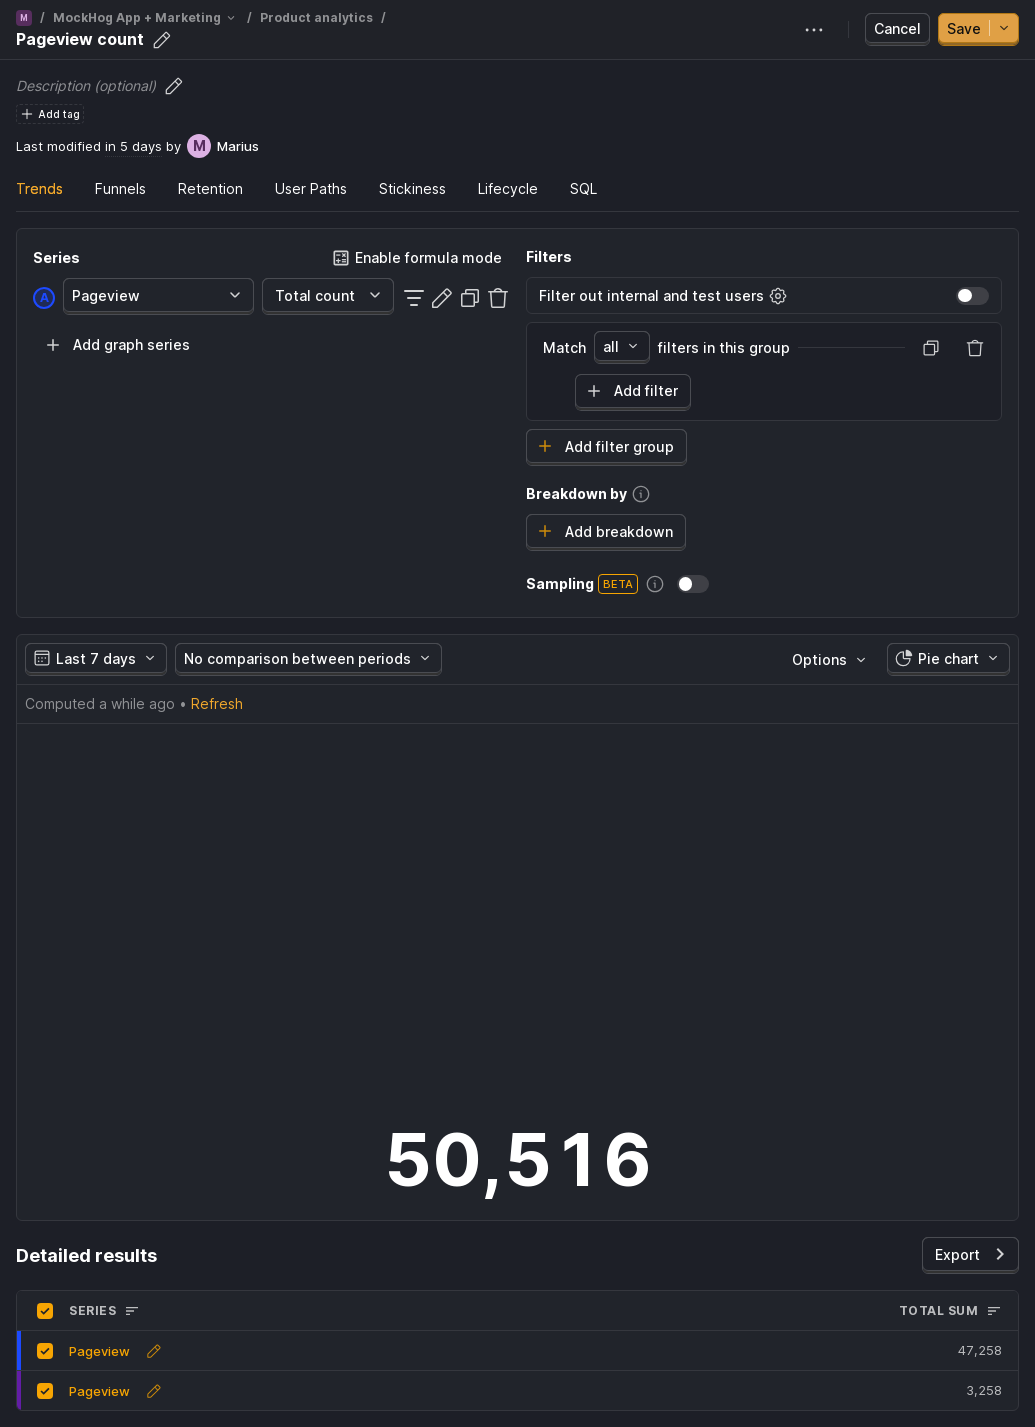 M / MockHog App + Marketing / Product analytics /
Pageview count
Cancel
Save
Description (optional)
Add tag
Last modified in 5 days by M Marius
Trends Funnels Retention User Paths Stickiness Lifecycle SQL
Series
Enable formula mode
A Pageview Total count
Add graph series
Filters
Filter out internal and test users
Match all filters in this group
Add filter
Add filter group
Breakdown by
Add breakdown
Sampling BETA
Last 7 days No comparison between periods Options Pie chart
Computed a while ago • Refresh
50,516
Detailed results
Export
SERIES TOTAL SUM
Pageview 47,258
Pageview 3,258